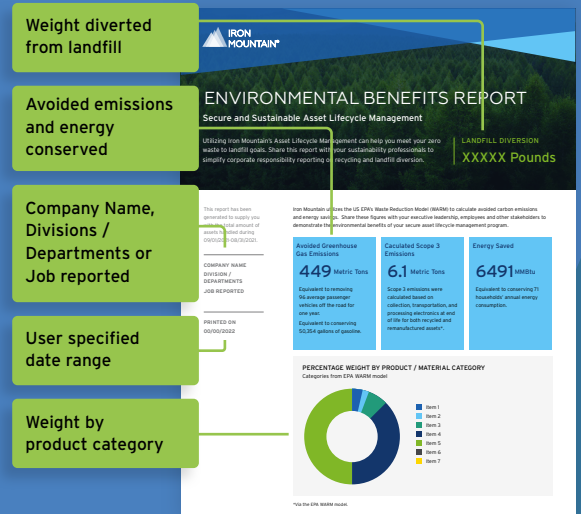 Weight diverted
from landfill
Avoided emissions
and energy
conserved
Company Name,
Divisions /
Departments or
Job reported
User specified
date range
Weight by
product category
IRON
MOUNTAIN®
ENVIRONMENTAL BENEFITS REPORT
Secure and Sustainable Asset Lifecycle Management
Utilizing Iron Mountain's Asset Lifecycle Management can help you meet your zero
waste to landfill goals. Share this report with your sustainability professionals to
simplify corporate responsibility reporting on recycling and landfill diversion.
LANDFILL DIVERSION
XXXXX Pounds
This report has been
generated to supply you
with the total amount of
assets handled during
09/01/2021-08/31/2021.
COMPANY NAME
DIVISION /
DEPARTMENTS
JOB REPORTED
PRINTED ON
00/00/2022
Iron Mountain utilizes the US EPA's Waste Reduction Model (WARM) to calculate avoided carbon emissions
and energy savings. Share these figures with your executive leadership, employees and other stakeholders to
demonstrate the environmental benefits of your secure asset lifecycle management program.
Avoided Greenhouse
Gas Emissions
449 Metric Tons
Equivalent to removing
96 average passenger
vehicles off the road for
one year.
Equivalent to conserving
50,354 gallons of gasoline.
Caculated Scope 3
Emissions
6.1 Metric Tons
Scope 3 emissions were
calculated based on
collection, transportation, and
processing electronics at end
of life for both recycled and
remanufactured assets*.
Energy Saved
6491 MMBtu
Equivalent to conserving 71
households' annual energy
consumption.
PERCENTAGE WEIGHT BY PRODUCT / MATERIAL CATEGORY
Categories from EPA WARM model
Item 1
Item 2
Item 3
Item 4
Item 5
Item 6
Item 7
*Via the EPA WARM model.